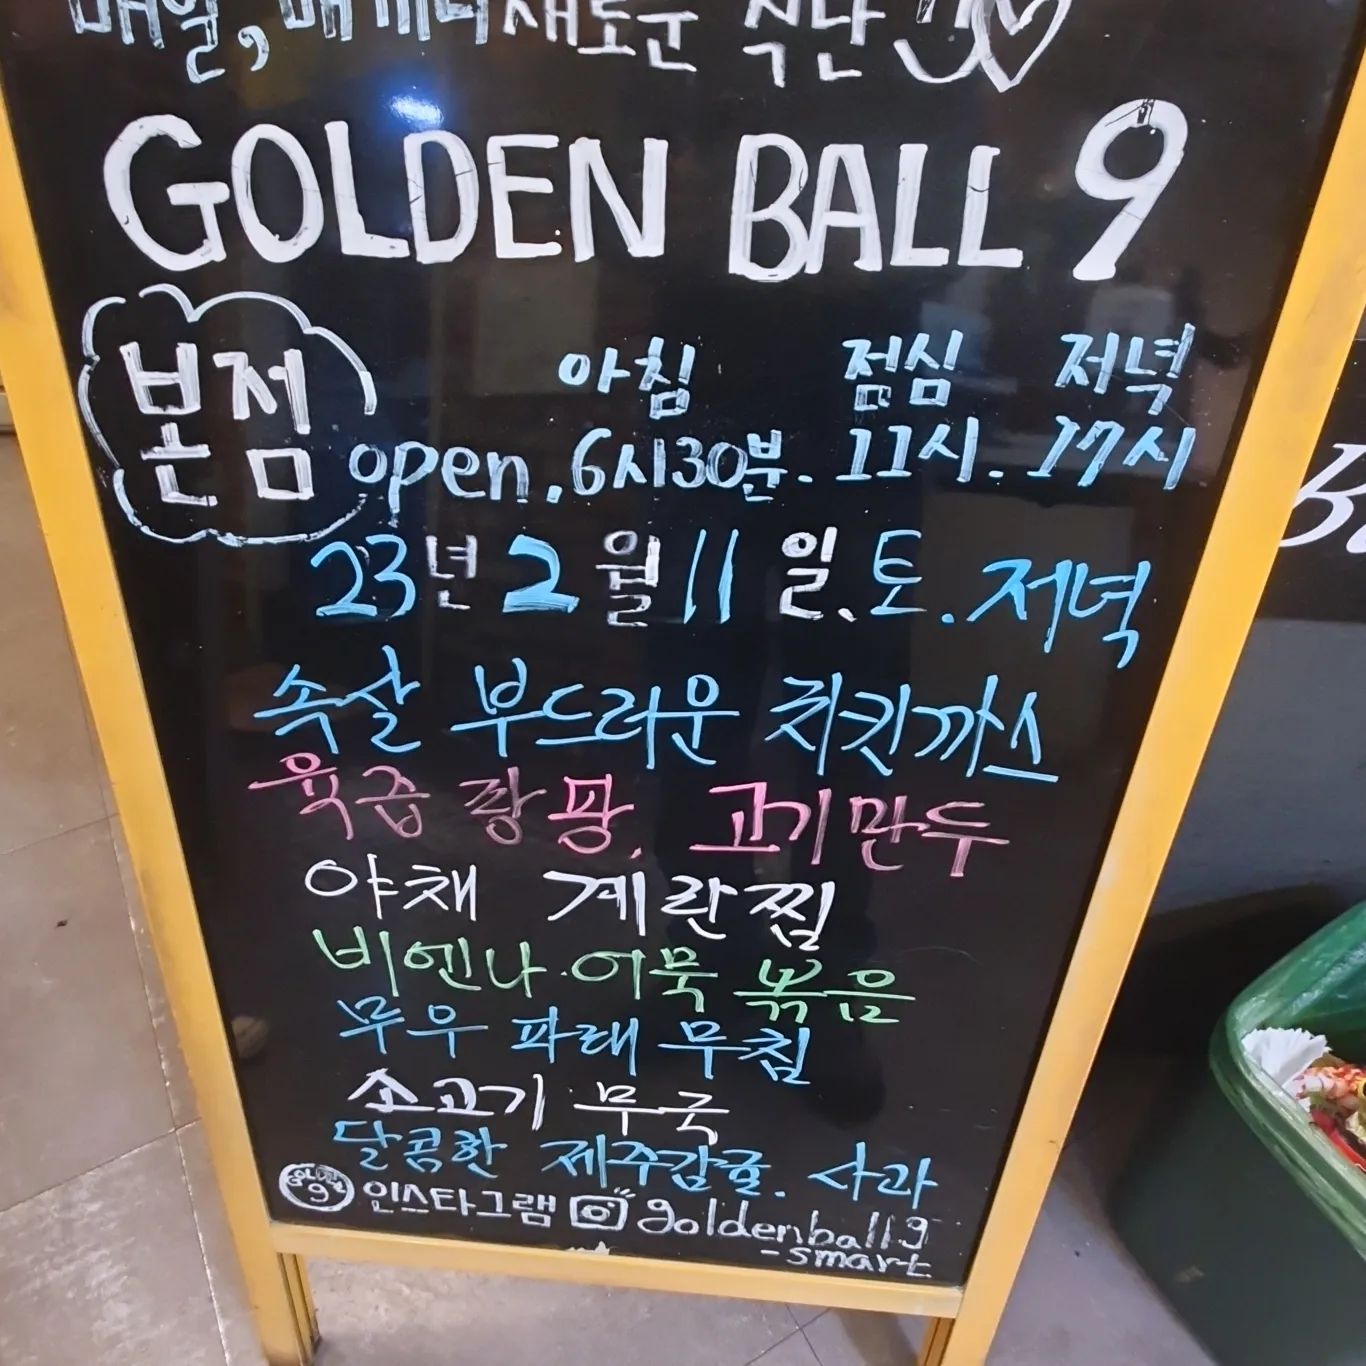 매일, 매끼니 새로운 식단
GOLDEN BALL 9
본점
아침 점심 저녁
open. 6시30분. 11시. 17시
23년 2월 11일. 토. 저녁
속살 부드러운 치킨까스
육즙 팡팡. 고기만두
야채 계란찜
비엔나 어묵 볶음
무우 파래 무침
소고기 무국
달콤한 제주감귤. 사과
인스타그램 goldenball9
-smart